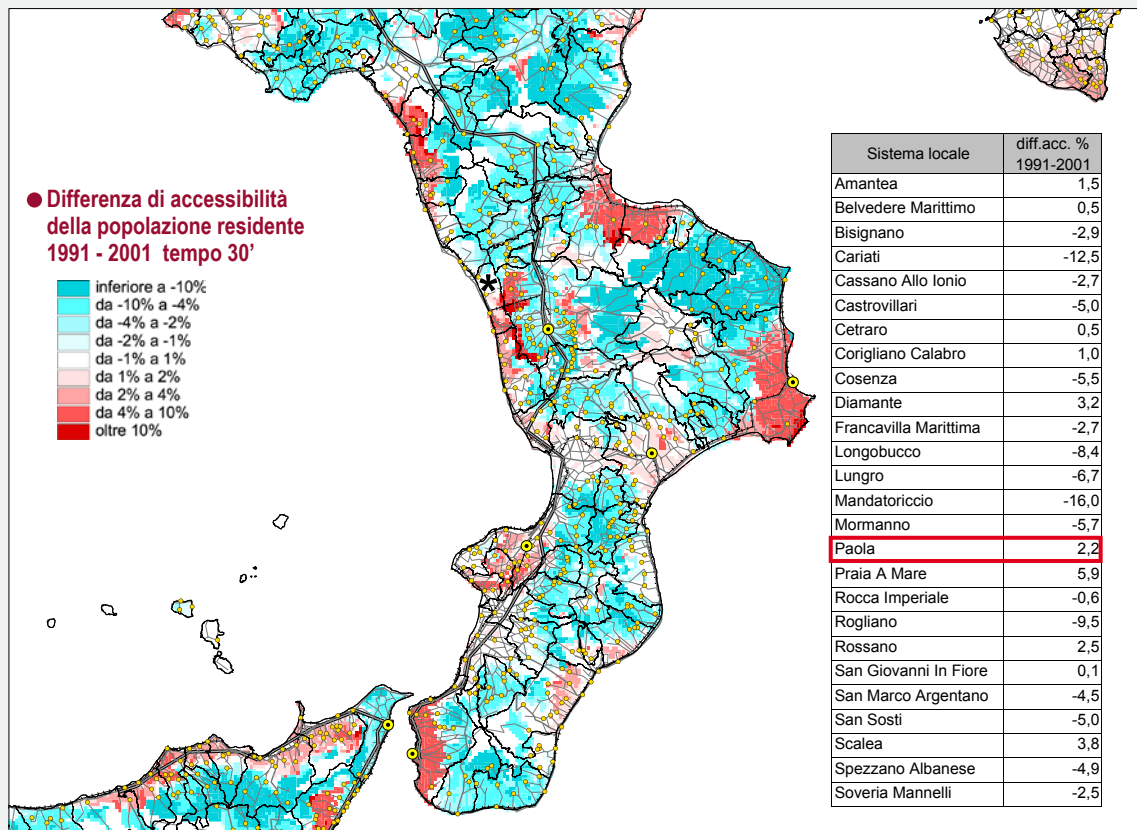 ● Differenza di accessibilità
della popolazione residente
1991 - 2001 tempo 30'
inferiore a -10%
da -10% a -4%
da -4% a -2%
da -2% a -1%
da -1% a 1%
da 1% a 2%
da 2% a 4%
da 4% a 10%
oltre 10%
*
Sistema locale diff.acc. % 1991-2001
Amantea 1,5
Belvedere Marittimo 0,5
Bisignano -2,9
Cariati -12,5
Cassano Allo Ionio -2,7
Castrovillari -5,0
Cetraro 0,5
Corigliano Calabro 1,0
Cosenza -5,5
Diamante 3,2
Francavilla Marittima -2,7
Longobucco -8,4
Lungro -6,7
Mandatoriccio -16,0
Mormanno -5,7
Paola 2,2
Praia A Mare 5,9
Rocca Imperiale -0,6
Rogliano -9,5
Rossano 2,5
San Giovanni In Fiore 0,1
San Marco Argentano -4,5
San Sosti -5,0
Scalea 3,8
Spezzano Albanese -4,9
Soveria Mannelli -2,5